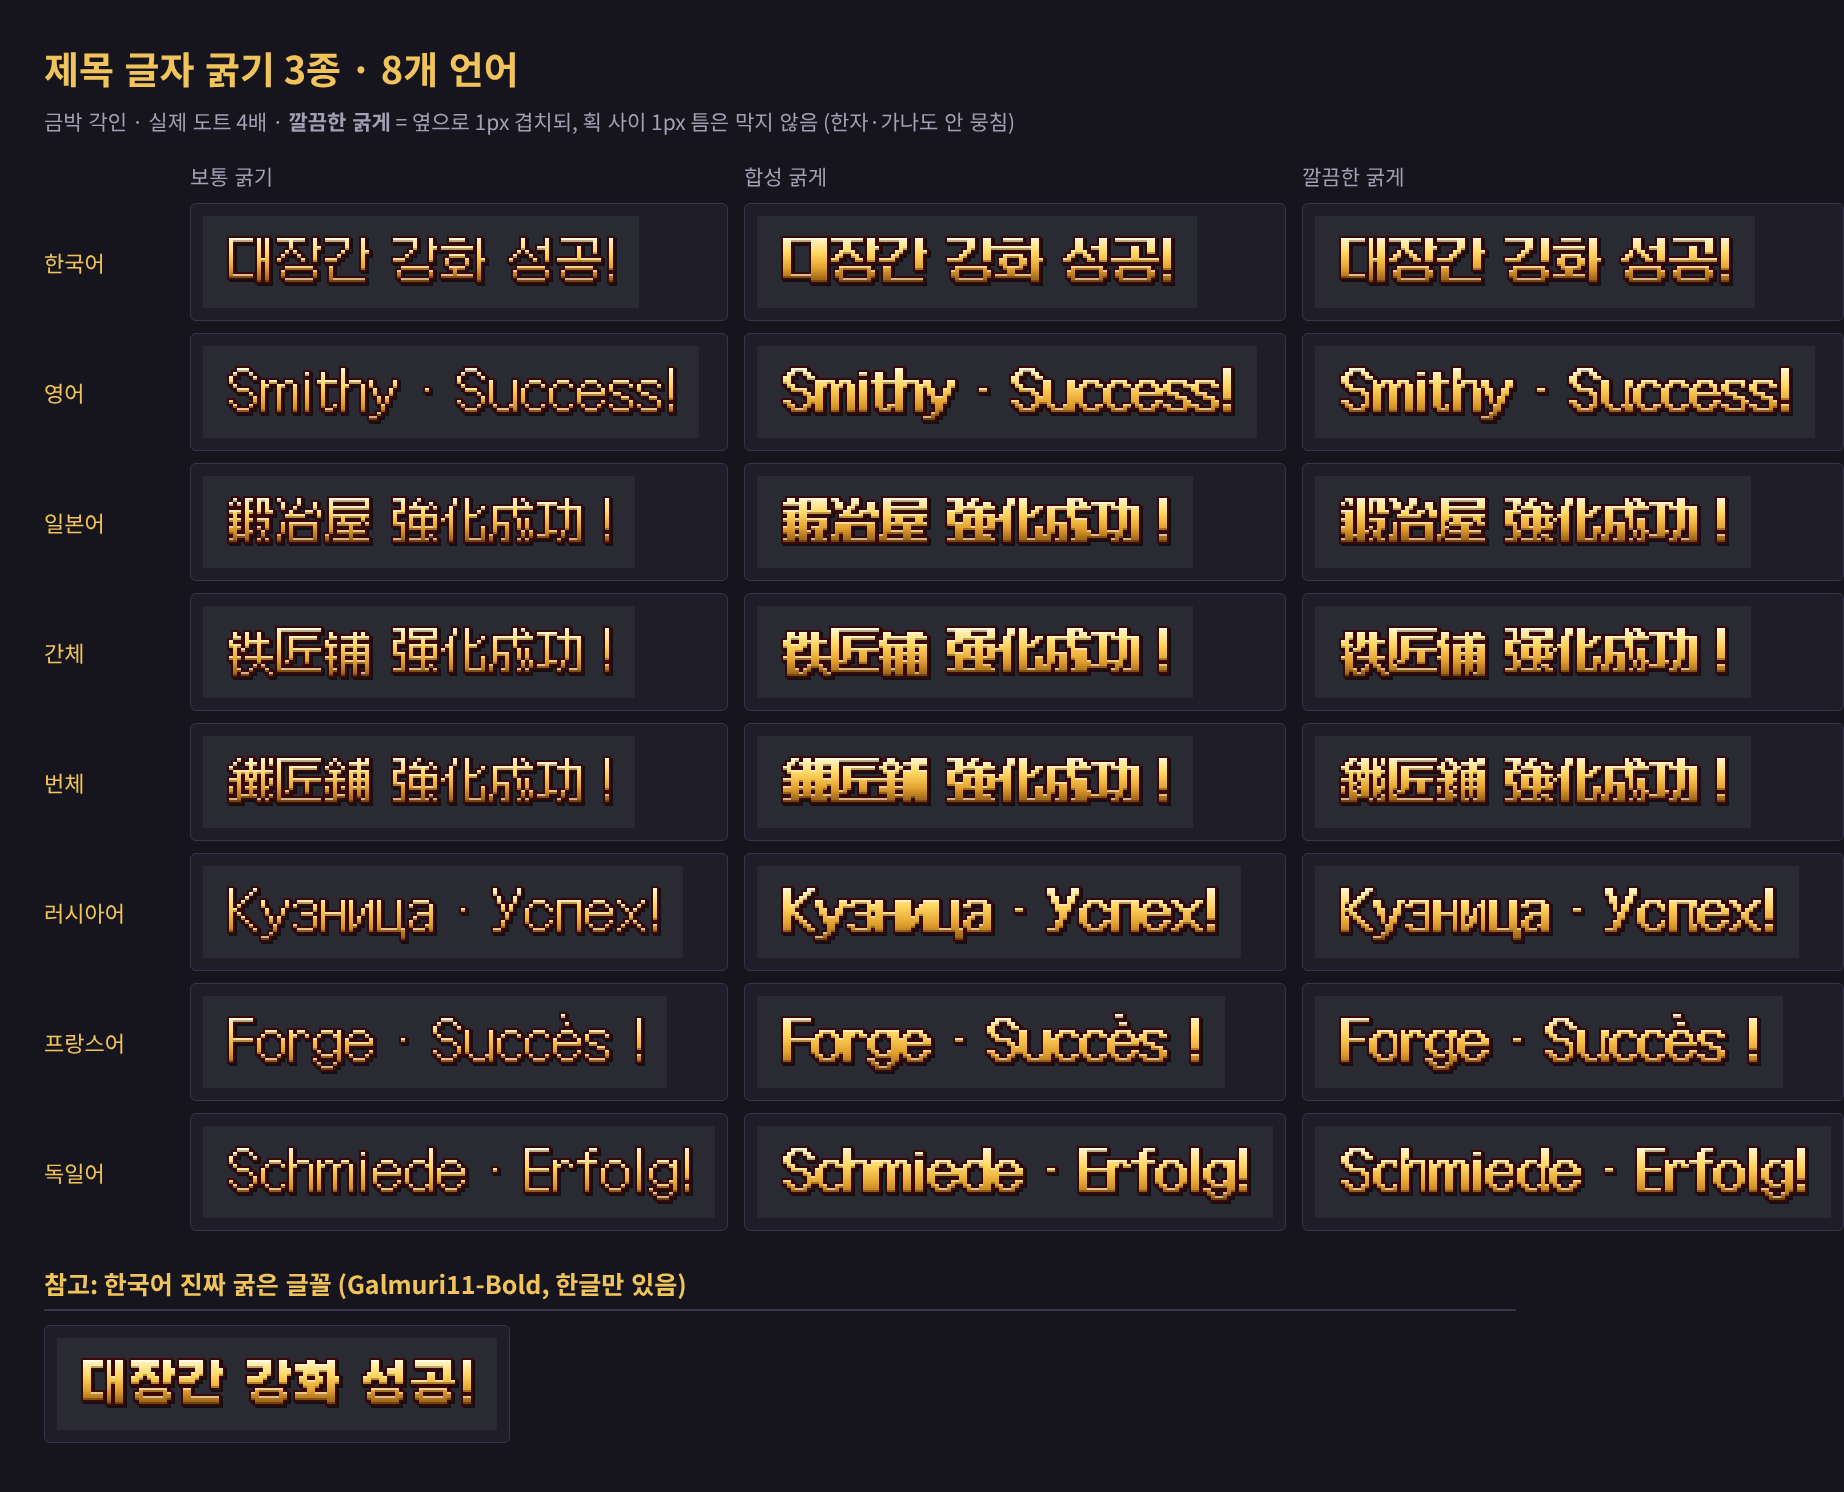 제목 글자 굵기 3종 · 8개 언어
금박 각인 · 실제 도트 4배 · 깔끔한 굵게 = 옆으로 1px 겹치되, 획 사이 1px 틈은 막지 않음 (한자·가나도 안 뭉침)
보통 굵기 합성 굵게 깔끔한 굵게
한국어 대장간 강화 성공! 대장간 강화 성공! 대장간 강화 성공!
영어 Smithy · Success! Smithy · Success! Smithy · Success!
일본어 鍛冶屋 強化成功！ 鍛冶屋 強化成功！ 鍛冶屋 強化成功！
간체 铁匠铺 强化成功！ 铁匠铺 强化成功！ 铁匠铺 强化成功！
번체 鐵匠鋪 強化成功！ 鐵匠鋪 強化成功！ 鐵匠鋪 強化成功！
러시아어 Кузница · Успех! Кузница · Успех! Кузница · Успех!
프랑스어 Forge · Succès ! Forge · Succès ! Forge · Succès !
독일어 Schmiede · Erfolg! Schmiede · Erfolg! Schmiede · Erfolg!
참고: 한국어 진짜 굵은 글꼴 (Galmuri11-Bold, 한글만 있음)
대장간 강화 성공!